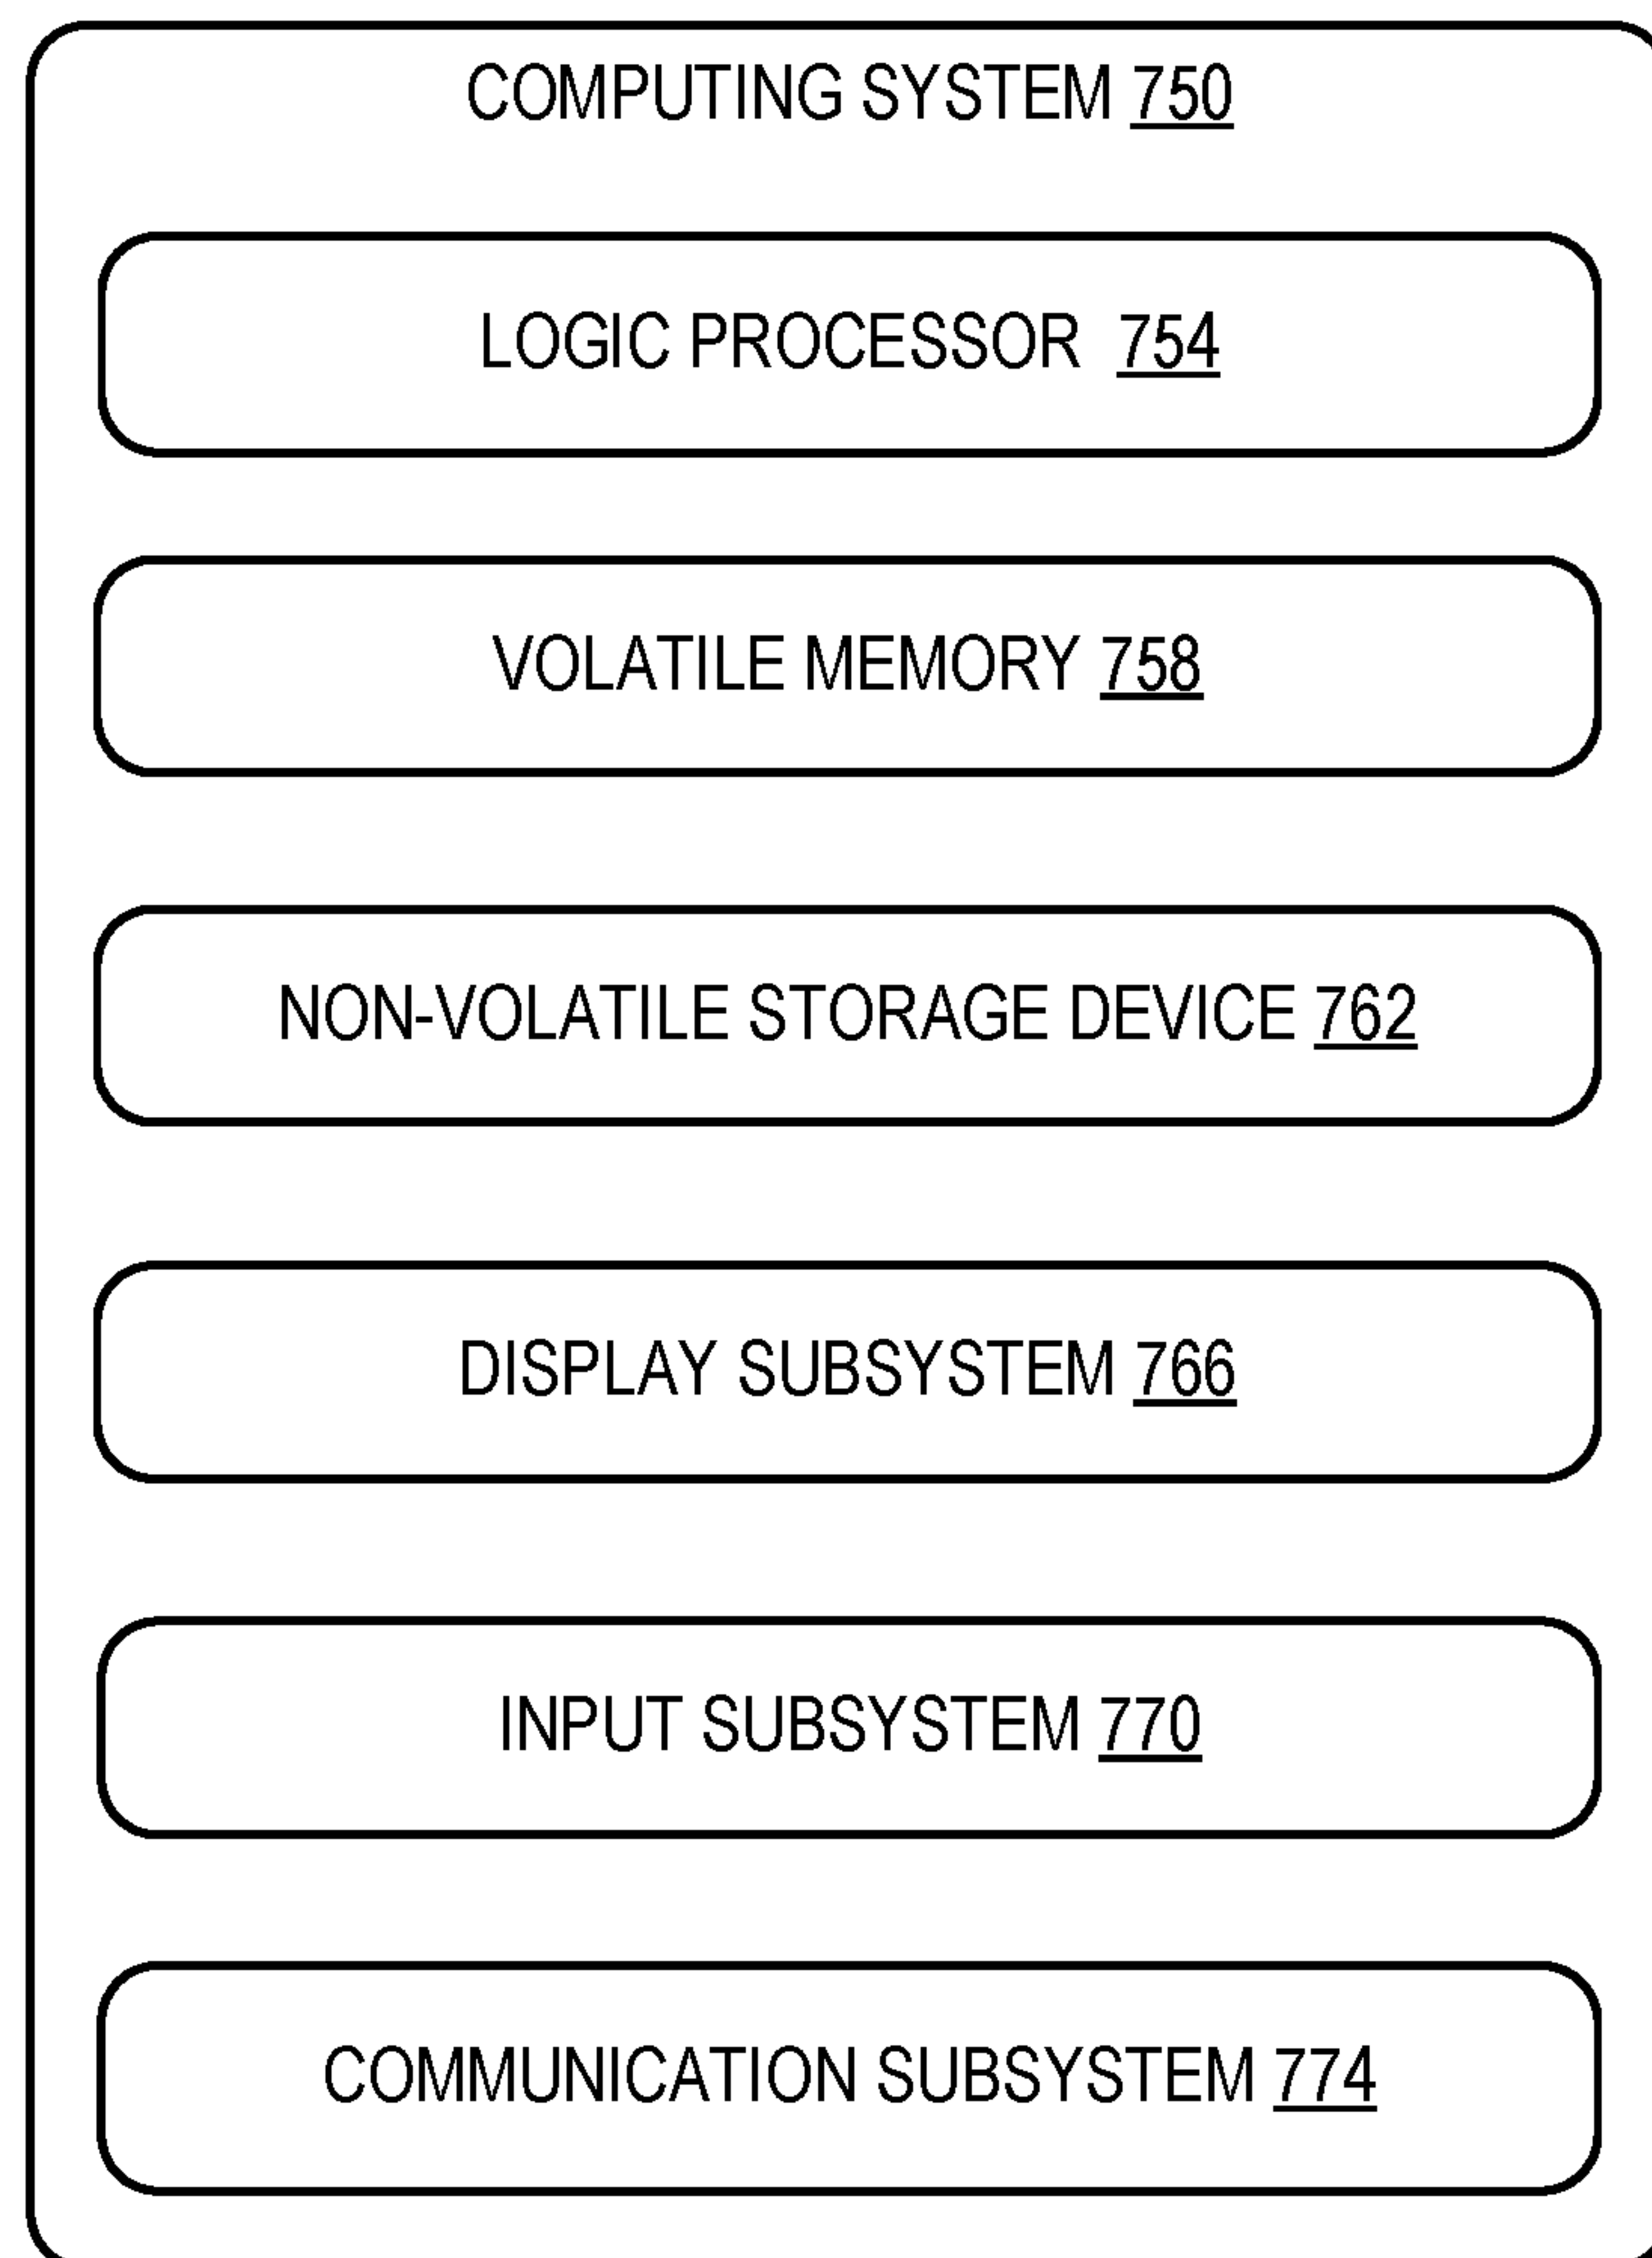 COMPUTING SYSTEM 750
LOGIC PROCESSOR 754
VOLATILE MEMORY 758
NON-VOLATILE STORAGE DEVICE 762
DISPLAY SUBSYSTEM 766
INPUT SUBSYSTEM 770
COMMUNICATION SUBSYSTEM 774